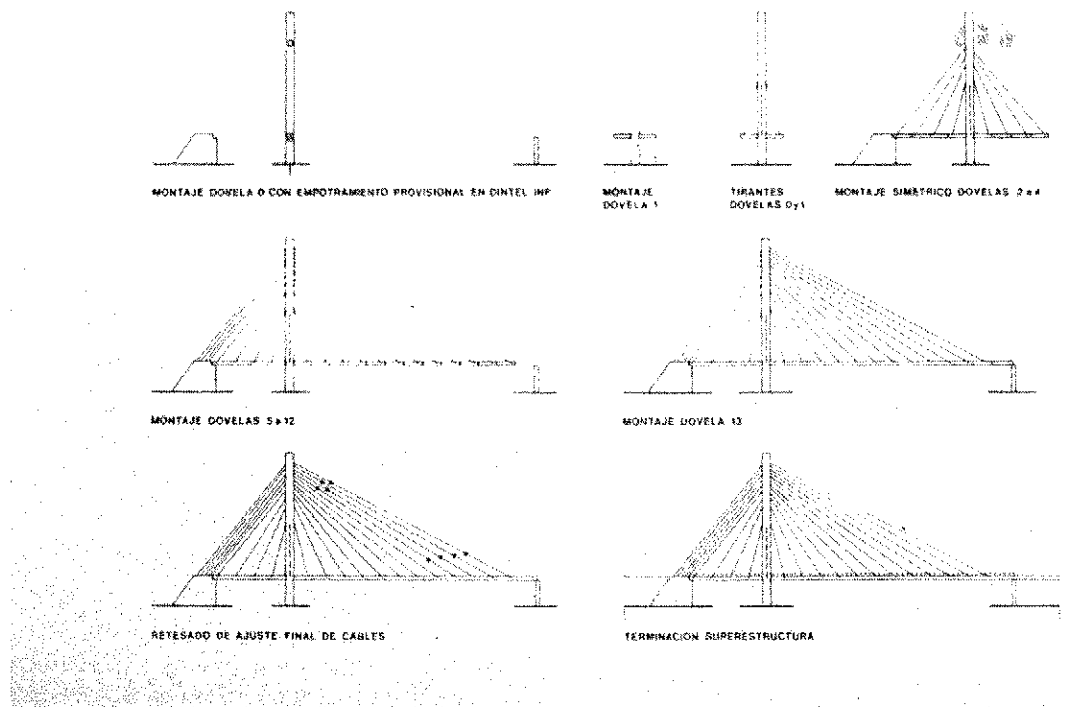 MONTAJE DOVELA 0 CON EMPOTRAMIENTO PROVISIONAL EN DINTEL INF
MONTAJE
DOVELA 1
TIRANTES
DOVELAS 0 y 1
MONTAJE SIMETRICO DOVELAS 2 a 4
MONTAJE DOVELAS 5 a 12
MONTAJE DOVELA 13
RETESADO DE AJUSTE FINAL DE CABLES
TERMINACION SUPERESTRUCTURA